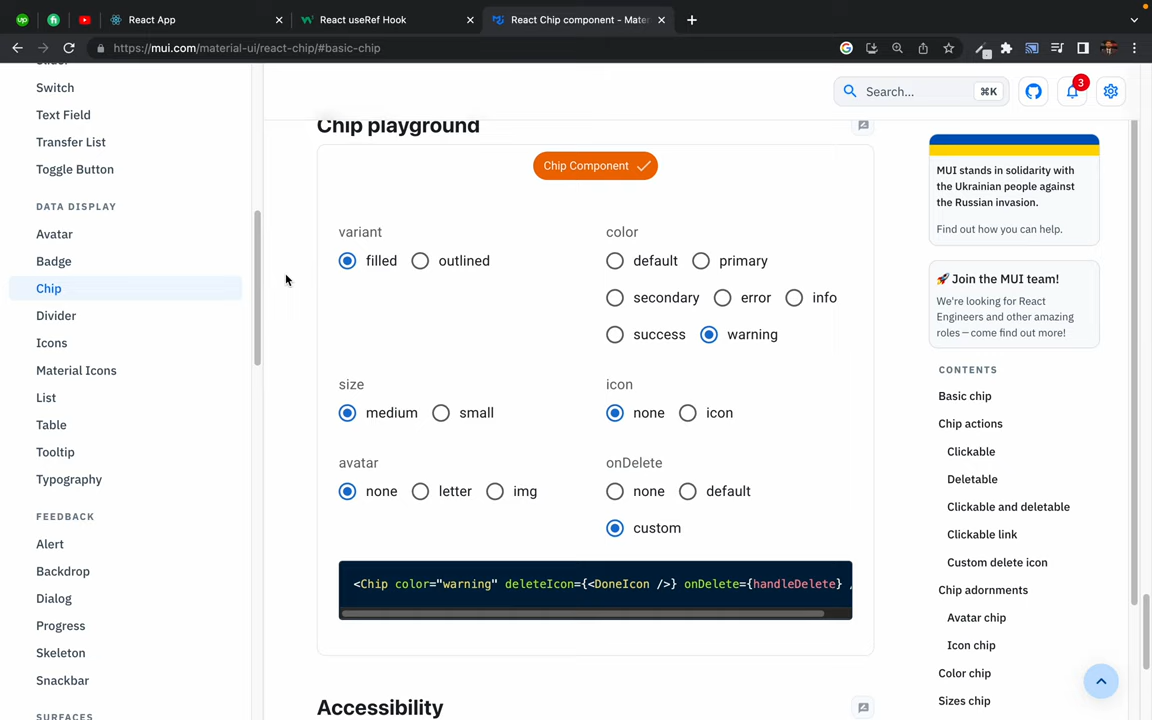 up
fi
React App
React useRef Hook
React Chip component - Mate
https://mui.com/material-ui/react-chip/#basic-chip
Search...
⌘K
3
Switch
Text Field
Transfer List
Toggle Button
DATA DISPLAY
Avatar
Badge
Chip
Divider
Icons
Material Icons
List
Table
Tooltip
Typography
FEEDBACK
Alert
Backdrop
Dialog
Progress
Skeleton
Snackbar
SURFACES
Chip playground
Chip Component
variant
filled
outlined
color
default
primary
secondary
error
info
success
warning
size
medium
small
icon
none
icon
avatar
none
letter
img
onDelete
none
default
custom
<Chip color="warning" deleteIcon={<DoneIcon />} onDelete={handleDelete} /
Accessibility
MUI stands in solidarity with
the Ukrainian people against
the Russian invasion.
Find out how you can help.
🚀 Join the MUI team!
We're looking for React
Engineers and other amazing
roles – come find out more!
CONTENTS
Basic chip
Chip actions
Clickable
Deletable
Clickable and deletable
Clickable link
Custom delete icon
Chip adornments
Avatar chip
Icon chip
Color chip
Sizes chip